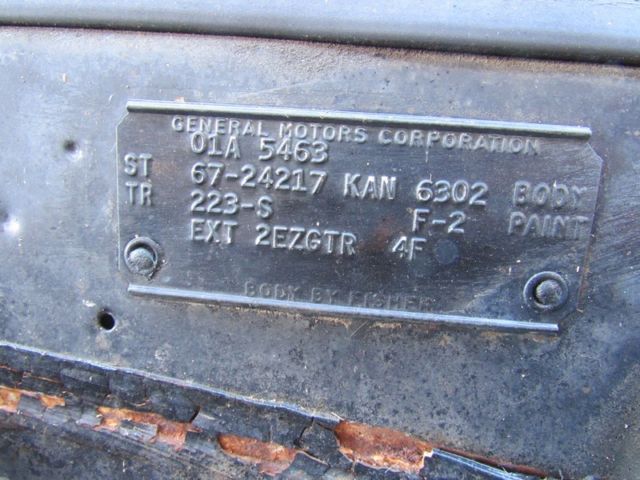 GENERAL MOTORS CORPORATION
01A 5463
ST 67-24217 KAN 6302 BODY
TR 223-S F-2 PAINT
EXT 2EZGTR 4F
BODY BY FISHER